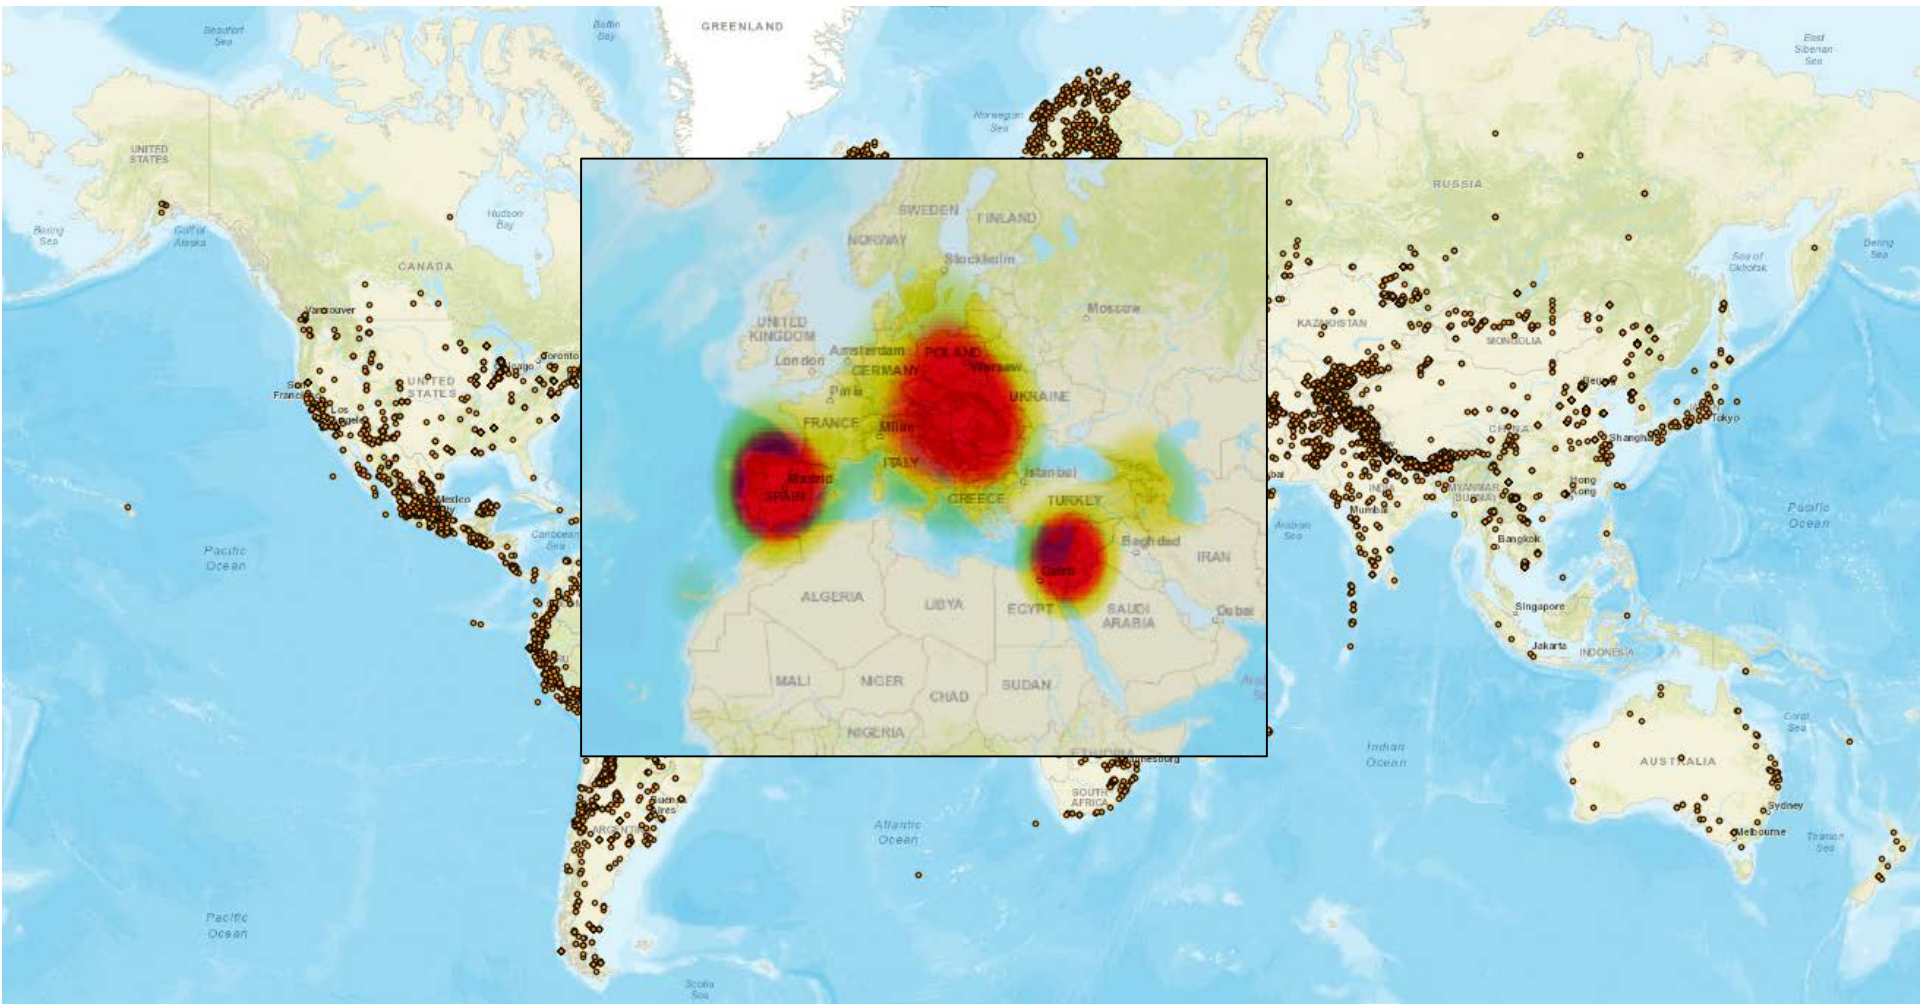 GREENLAND
Beaufort
Sea
Baffin
Bay
East
Siberian
Sea
Norwegian
Sea
UNITED
STATES
RUSSIA
Hudson
Bay
Bering
Sea
Gulf of
Alaska
CANADA
Bering
Sea
Sea of
Okhotsk
SWEDEN
FINLAND
NORWAY
Stockholm
Moscow
Vancouver
UNITED
KINGDOM
London
Amsterdam
POLAND
Warsaw
GERMANY
Paris
UKRAINE
KAZAKHSTAN
MONGOLIA
Toronto
UNITED
STATES
San
Los
FRANCE
Milan
ITALY
Madrid
SPAIN
Istanbul
GREECE
TURKEY
Baghdad
IRAN
Cairo
CHINA
Tokyo
Shanghai
Hong
Kong
MYANMAR
(BURMA)
Mumbai
Arabian
Sea
Bangkok
Mexico
Caribbean
Sea
Pacific
Ocean
Pacific
Ocean
ALGERIA
LIBYA
EGYPT
SAUDI
ARABIA
Dubai
Singapore
Jakarta
INDONESIA
MALI
NIGER
CHAD
SUDAN
NIGERIA
ETHIOPIA
Coral
Sea
Indian
Ocean
AUSTRALIA
SOUTH
AFRICA
Buenos
Aires
ARGENTINA
Atlantic
Ocean
Sydney
Melbourne
Tasman
Sea
Pacific
Ocean
Scotia
Sea